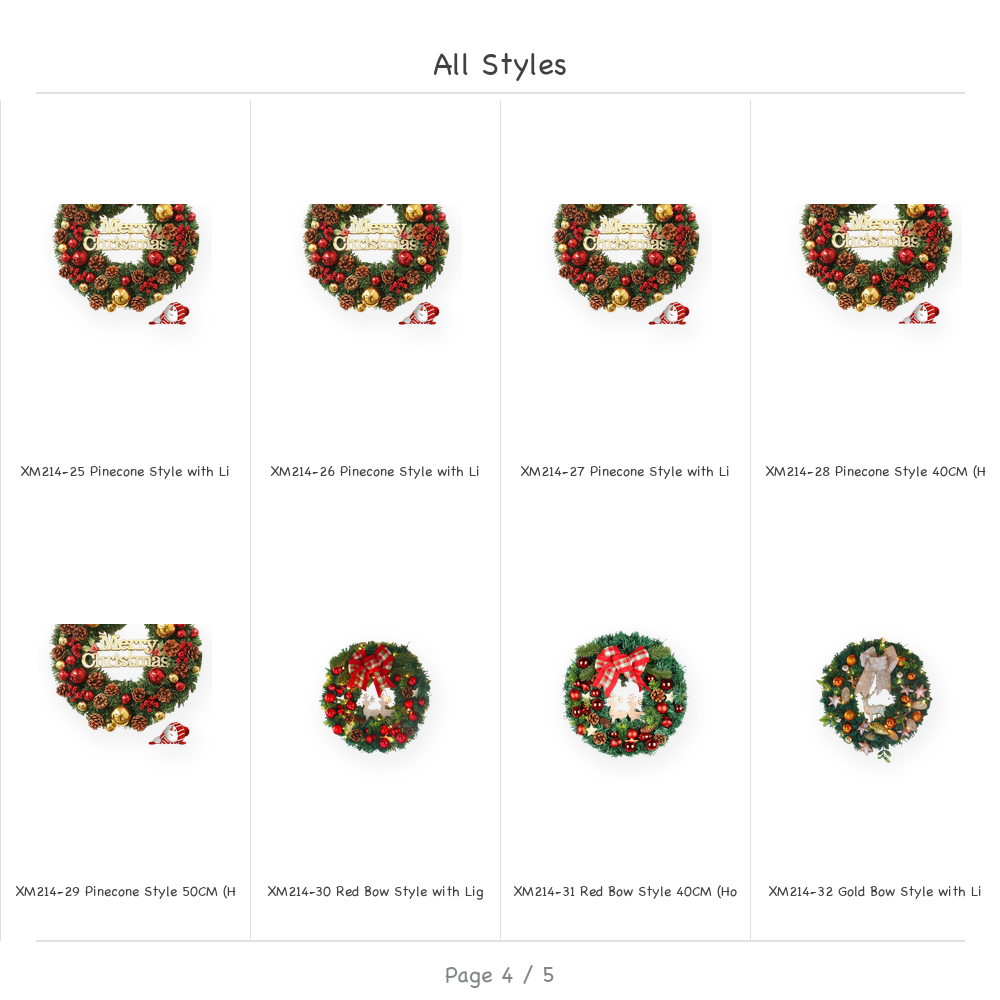 All Styles
Merry
Christmas
Merry
Christmas
Merry
Christmas
Merry
Christmas
XM214-25 Pinecone Style with Li
XM214-26 Pinecone Style with Li
XM214-27 Pinecone Style with Li
XM214-28 Pinecone Style 40CM (H
Merry
Christmas
XM214-29 Pinecone Style 50CM (H
XM214-30 Red Bow Style with Lig
XM214-31 Red Bow Style 40CM (Ho
XM214-32 Gold Bow Style with Li
Page 4 / 5